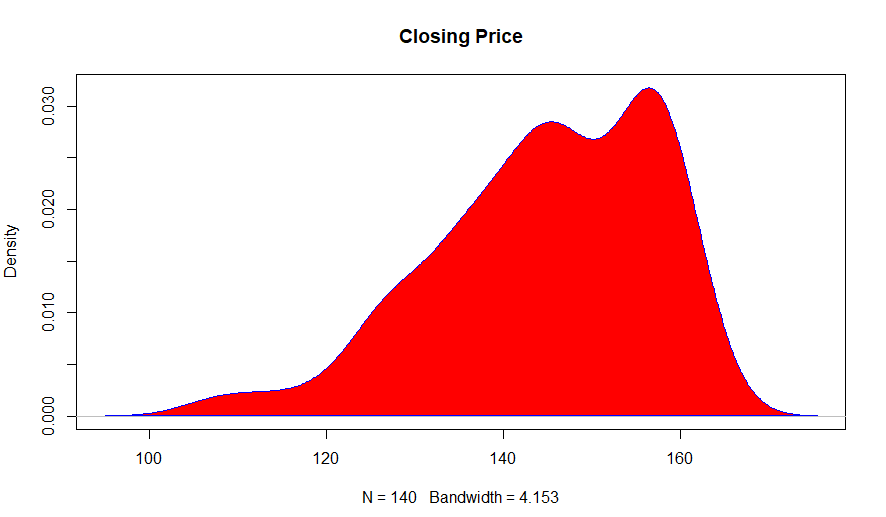 Closing Price
Density
0.030
0.020
0.010
0.000
100 120 140 160
N = 140 Bandwidth = 4.153